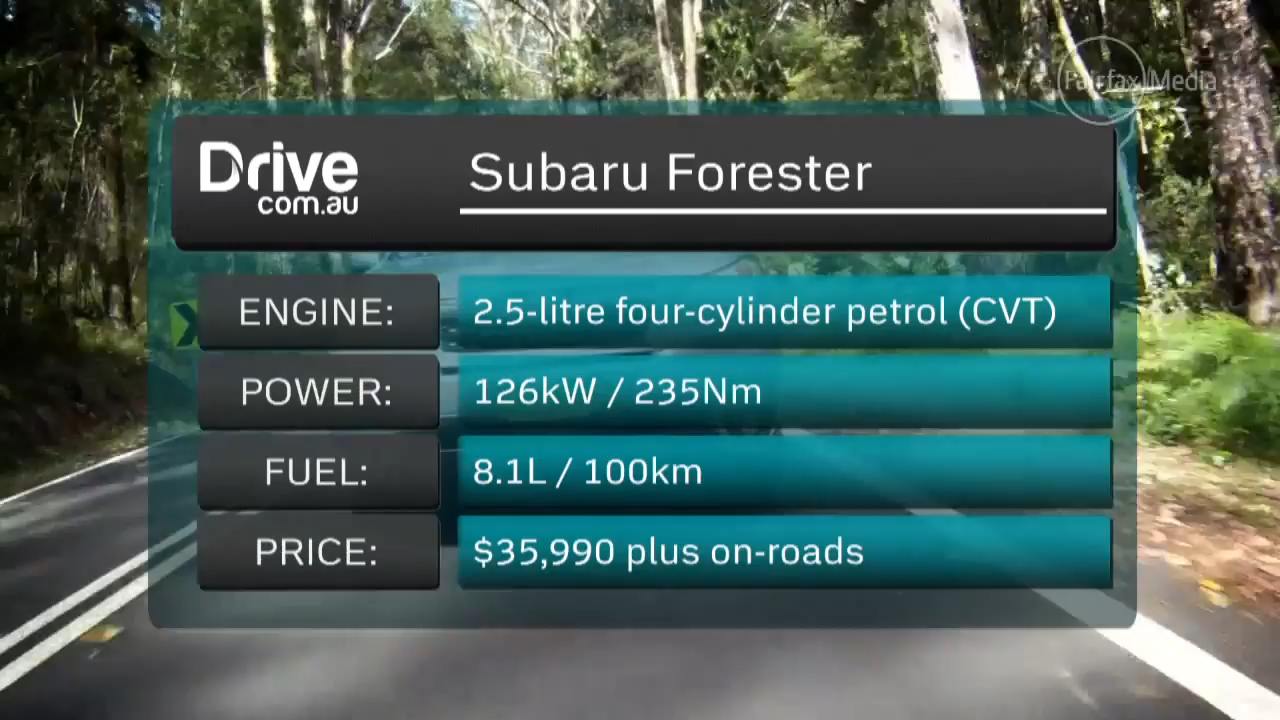 Fairfax Media
Drive
com.au
Subaru Forester
ENGINE: 2.5-litre four-cylinder petrol (CVT)
POWER: 126kW / 235Nm
FUEL: 8.1L / 100km
PRICE: $35,990 plus on-roads